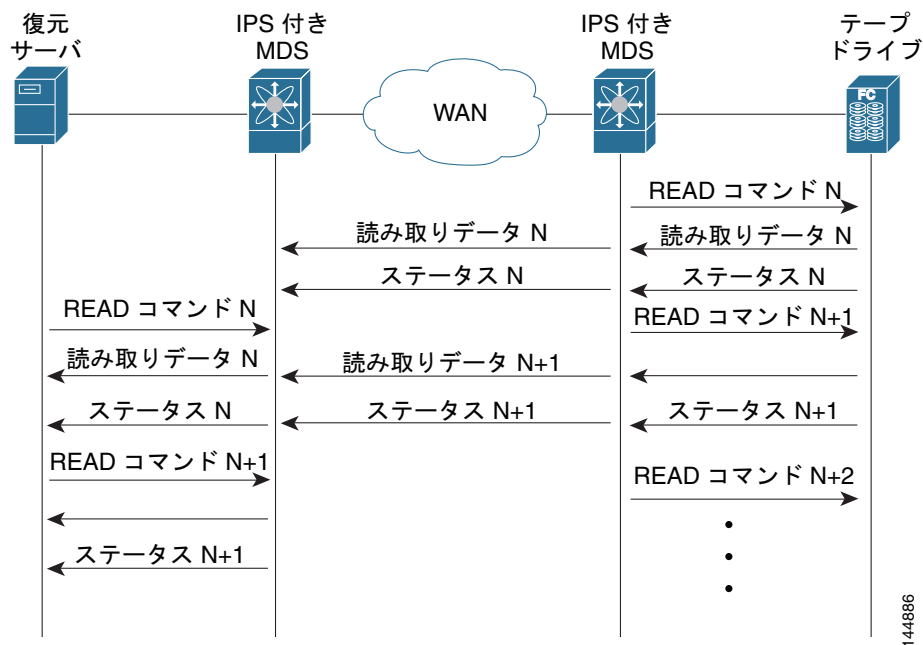 復元
サーバ
IPS 付き
MDS
IPS 付き
MDS
テープ
ドライブ
FC
WAN
READ コマンド N
読み取りデータ N
読み取りデータ N
ステータス N
ステータス N
READ コマンド N
READ コマンド N+1
読み取りデータ N
読み取りデータ N+1
ステータス N
ステータス N+1
ステータス N+1
READ コマンド N+1
READ コマンド N+2
ステータス N+1
144886